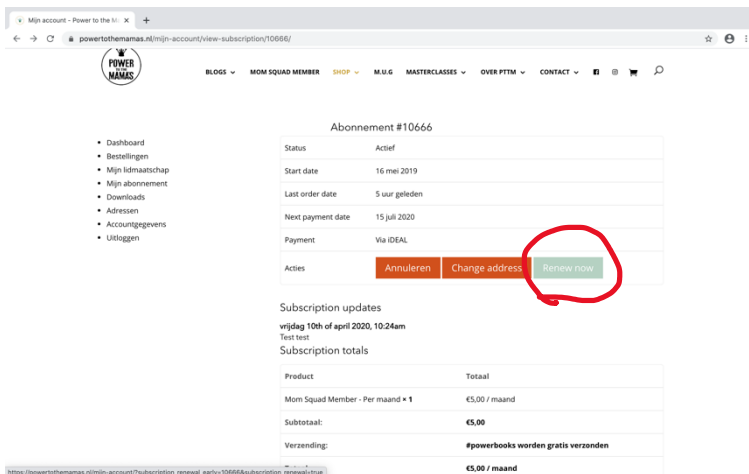 Mijn account - Power to the M
powertothemamas.nl/mijn-account/view-subscription/10666/
POWER
TO THE
MAMAS
BLOGS MOM SQUAD MEMBER SHOP M.U.G MASTERCLASSES OVER PTTM CONTACT
Abonnement #10666
Dashboard
Bestellingen
Mijn lidmaatschap
Mijn abonnement
Downloads
Adressen
Accountgegevens
Uitloggen
Status Actief
Start date 16 mei 2019
Last order date 5 uur geleden
Next payment date 15 juli 2020
Payment Via iDEAL
Acties Annuleren Change address Renew now
Subscription updates
vrijdag 10th of april 2020, 10:24am
Test test
Subscription totals
Product Totaal
Mom Squad Member - Per maand × 1 €5,00 / maand
Subtotaal: €5,00
Verzending: #powerbooks worden gratis verzonden
€5,00 / maand
https://powertothemamas.nl/mijn-account/?subscription_renewal_early=10666&subscription_renewal=true